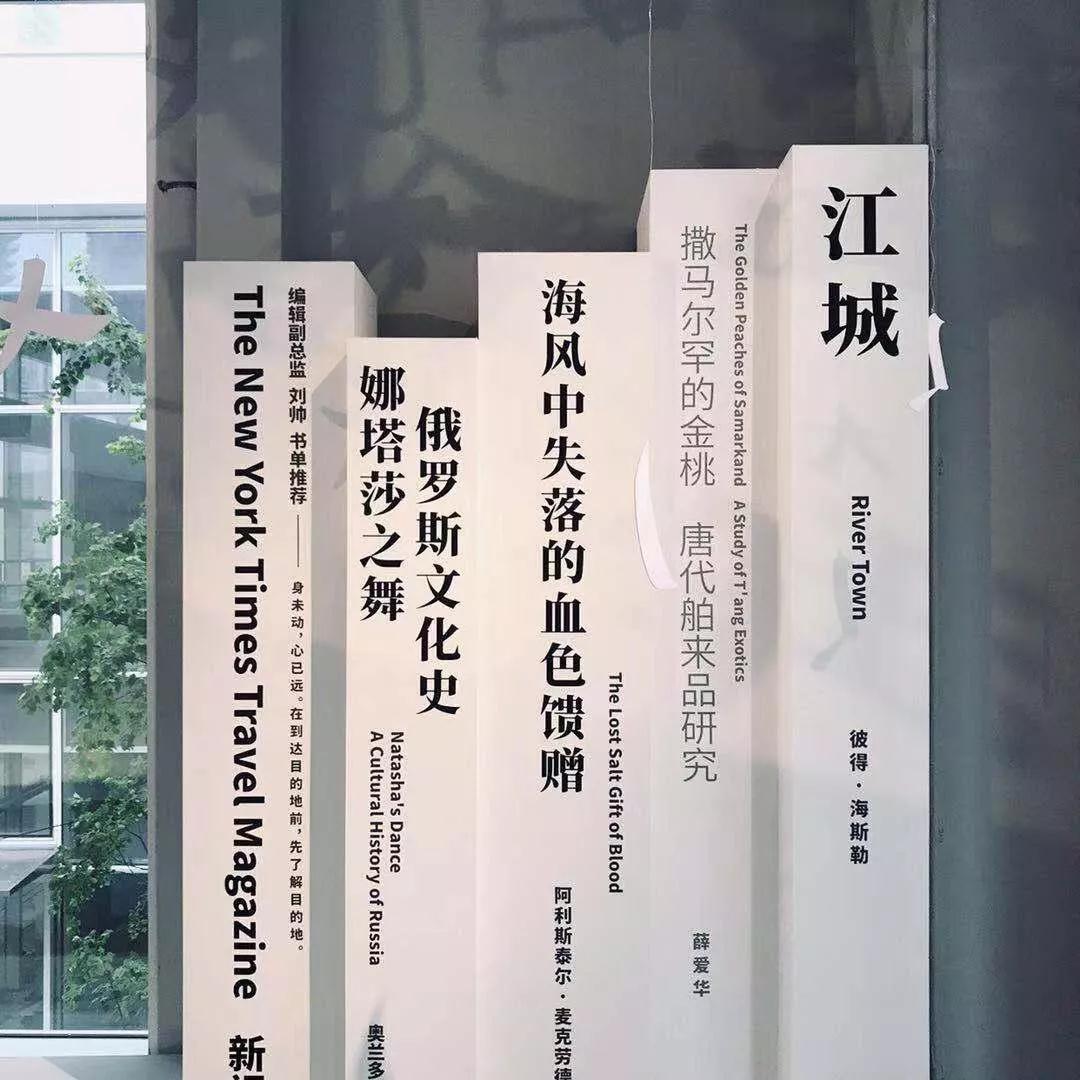 The New York Times Travel Magazine 新
编辑副总监 刘帅 书单推荐 —— 身未动，心已远。在到达目的地前，先了解目的地。
娜塔莎之舞
俄罗斯文化史
Natasha's Dance
A Cultural History of Russia
奥兰多
海风中失落的血色馈赠
The Lost Salt Gift of Blood
阿利斯泰尔·麦克劳德
撒马尔罕的金桃 唐代舶来品研究
The Golden Peaches of Samarkand A Study of T'ang Exotics
薛爱华
江城
River Town
彼得·海斯勒